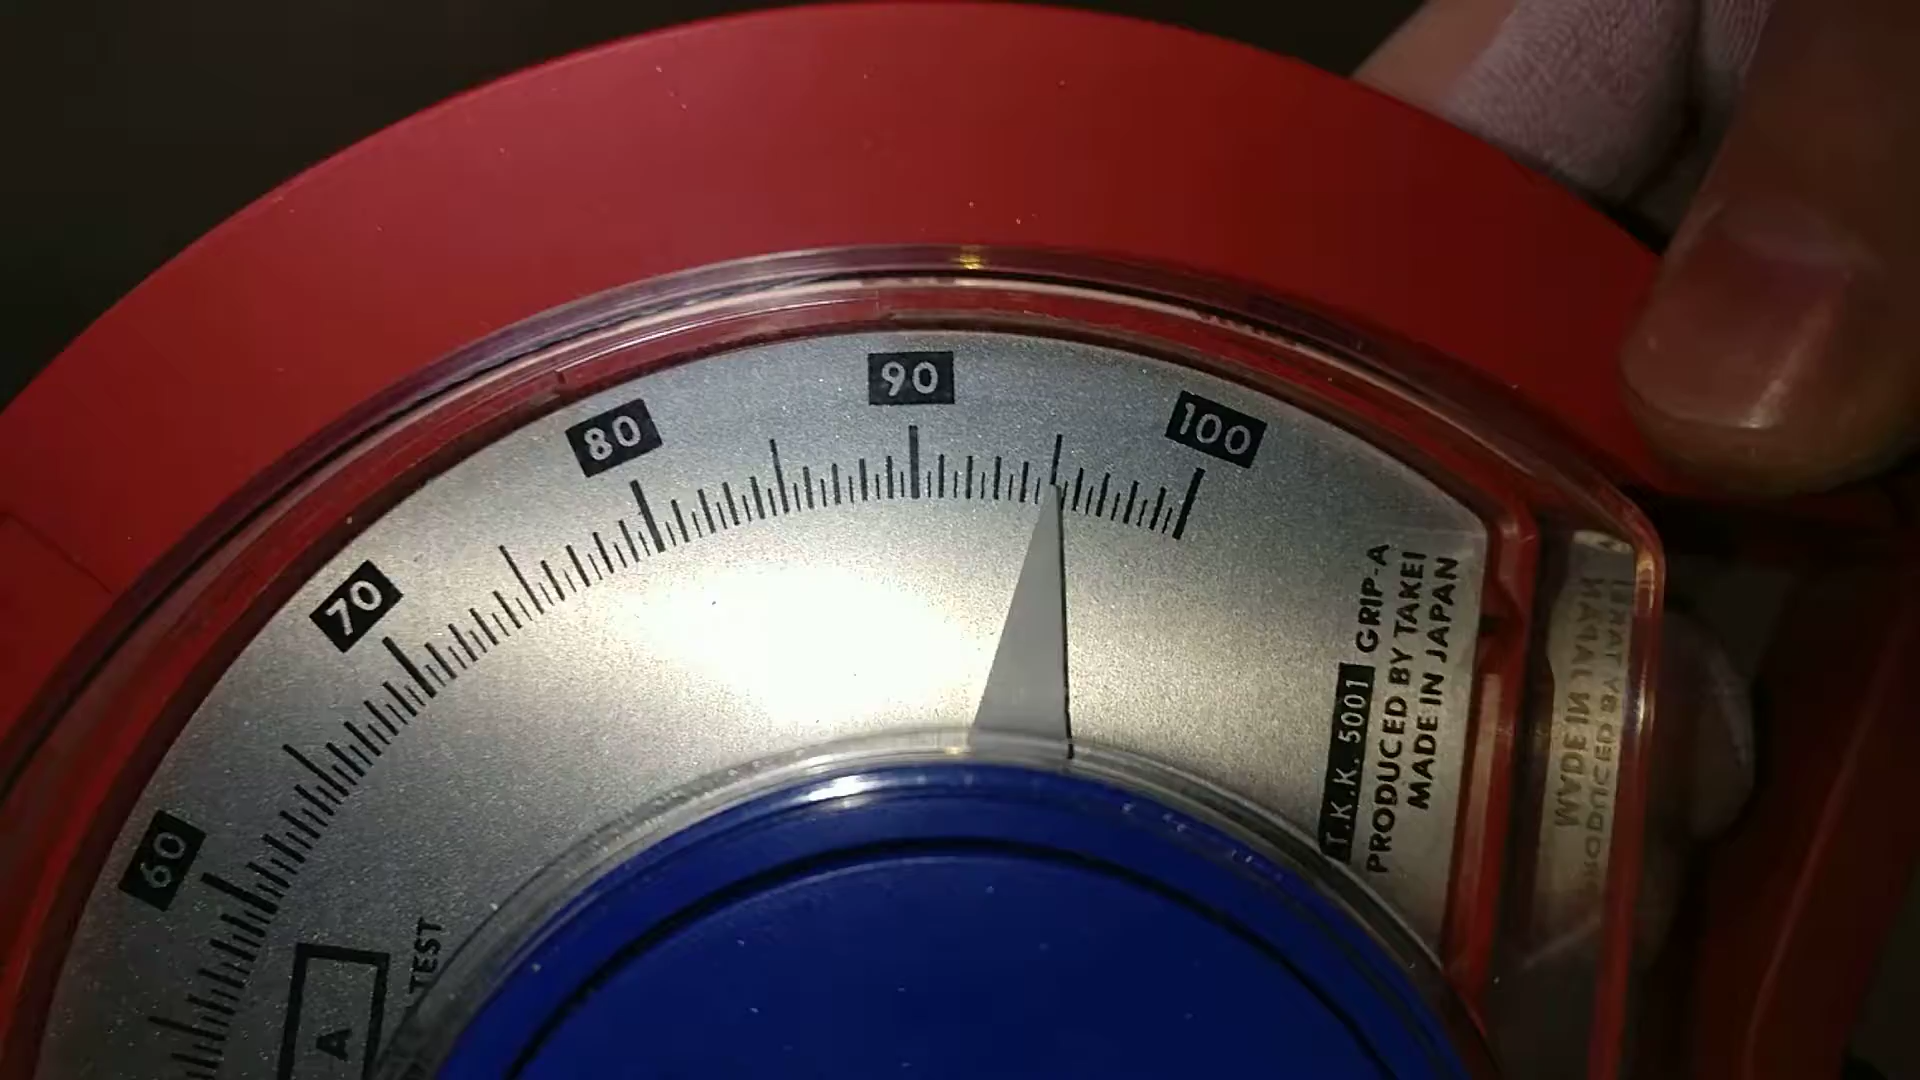 60
70
80
90
100
T.K.K. 5001 GRIP-A
PRODUCED BY TAKEI
MADE IN JAPAN
A
TEST